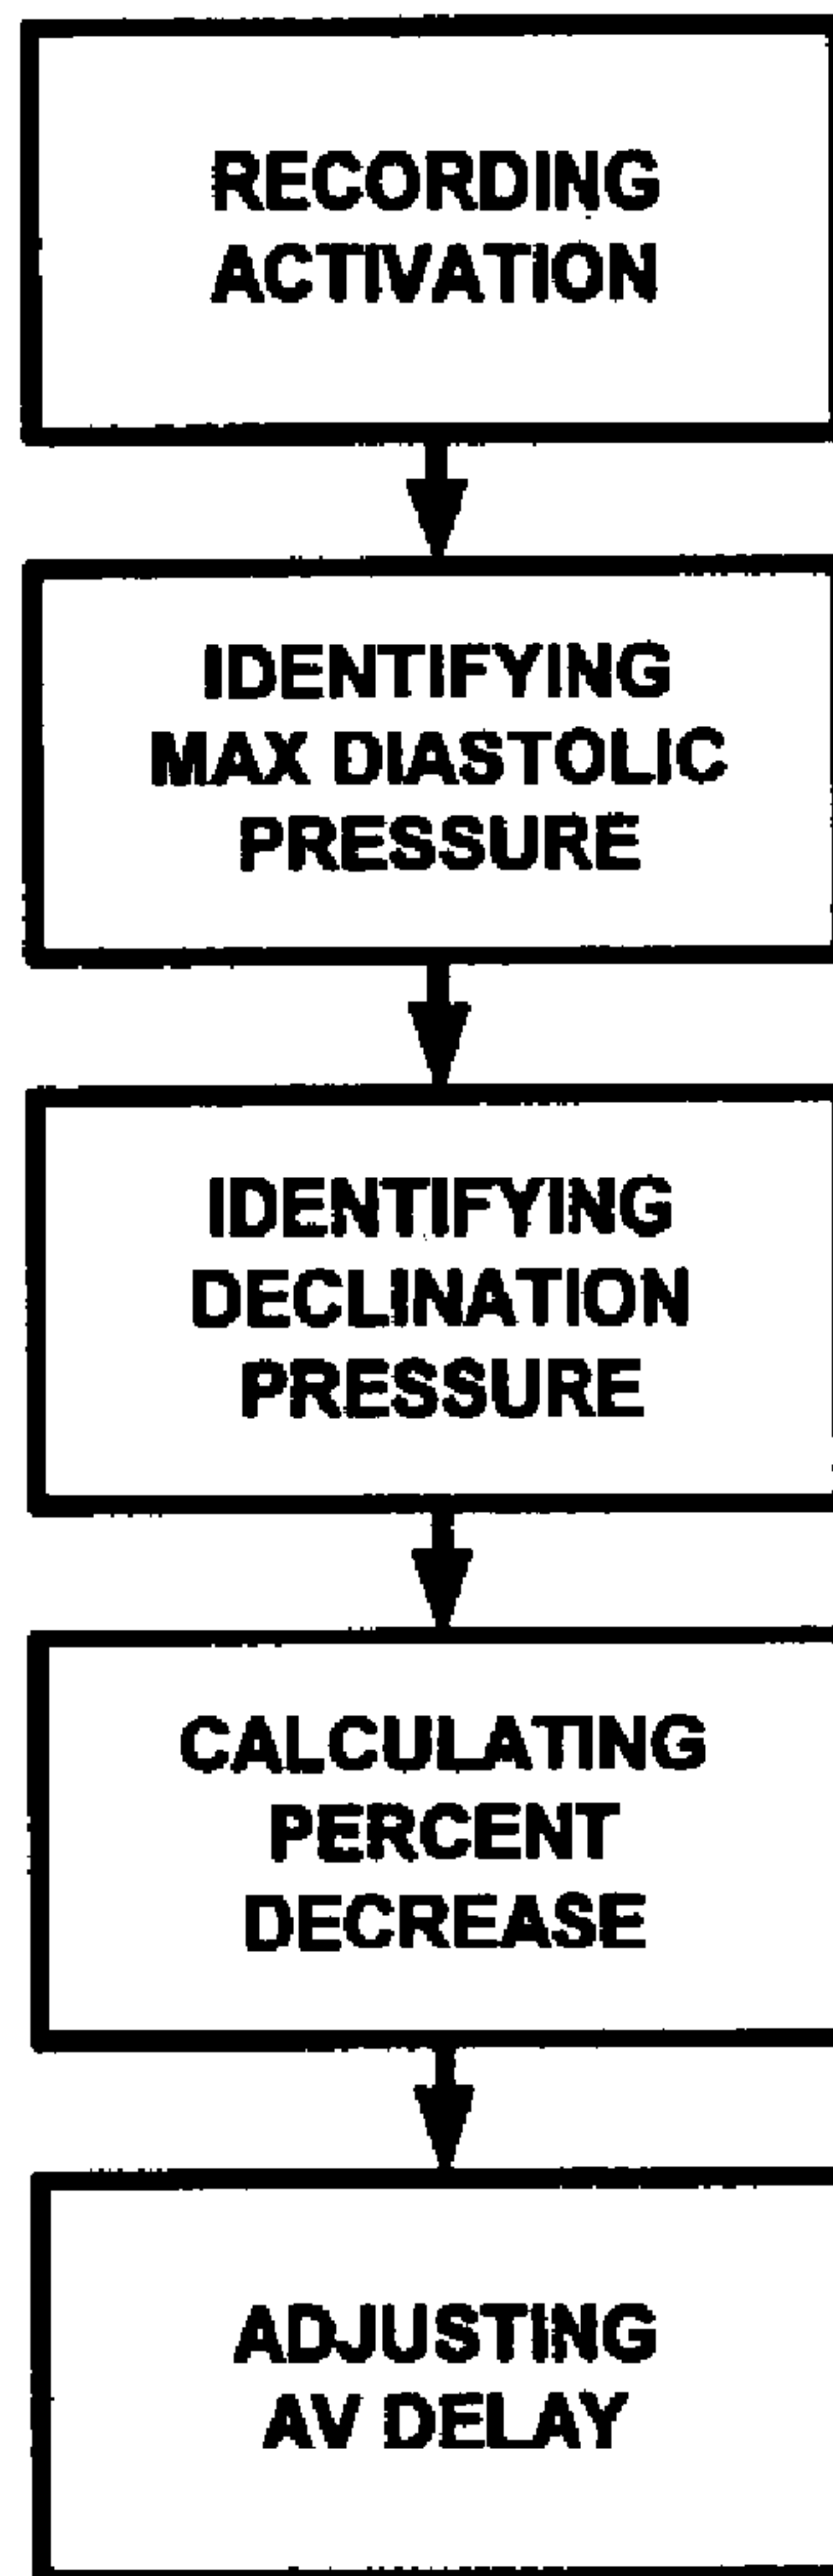 RECORDING
ACTIVATION
IDENTIFYING
MAX DIASTOLIC
PRESSURE
IDENTIFYING
DECLINATION
PRESSURE
CALCULATING
PERCENT
DECREASE
ADJUSTING
AV DELAY